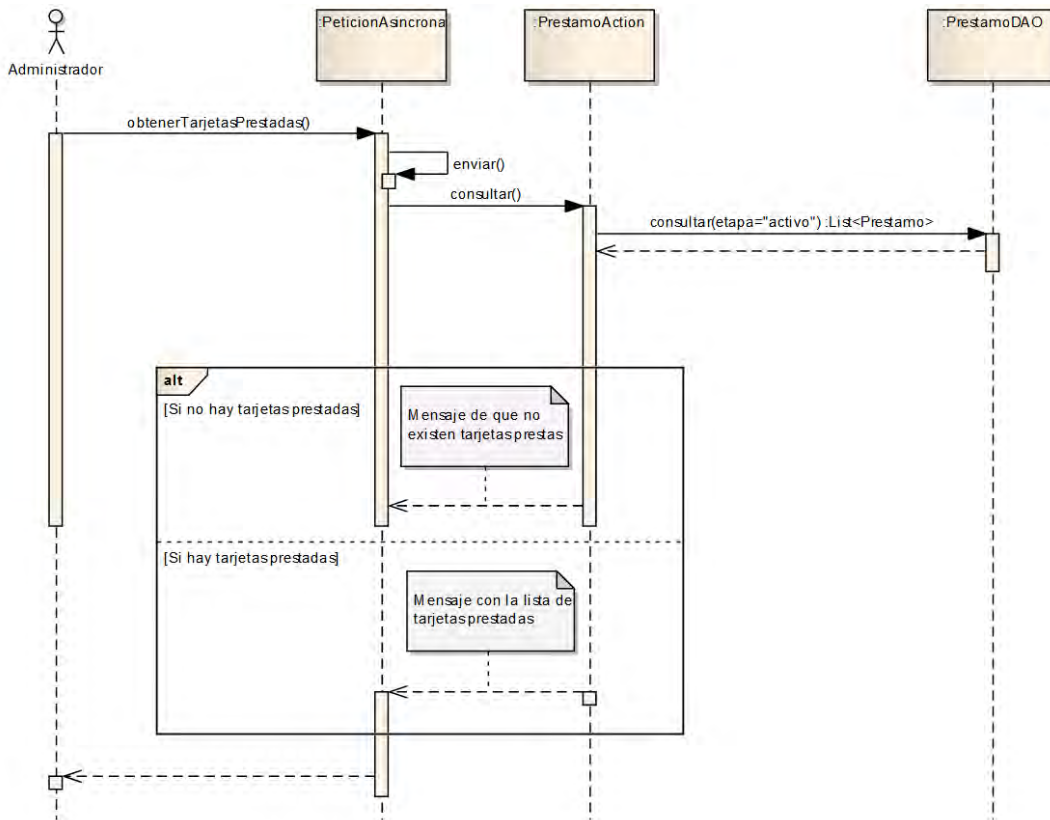 :PeticionAsincrona
:PrestamoAction
:PrestamoDAO
Administrador
obtenerTarjetasPrestadas()
enviar()
consultar()
consultar(etapa="activo") :List<Prestamo>
alt
[Si no hay tarjetas prestadas]
Mensaje de que no
existen tarjetas prestas
[Si hay tarjetas prestadas]
Mensaje con la lista de
tarjetas prestadas